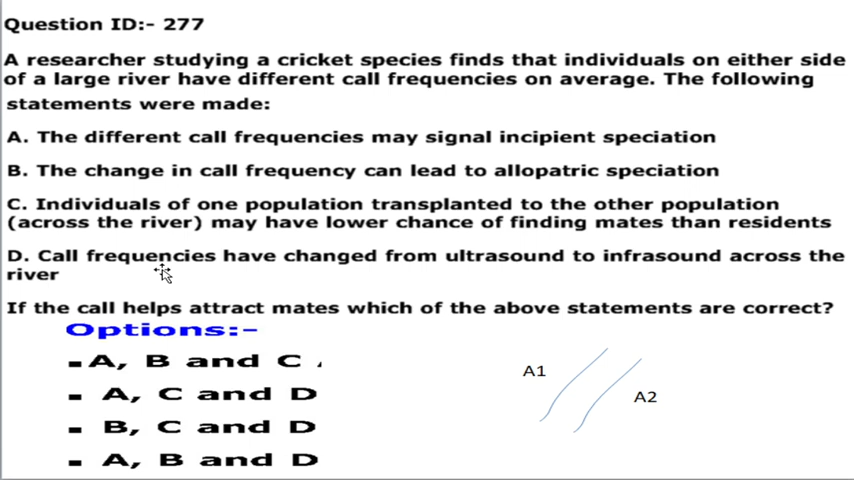 Question ID:- 277
A researcher studying a cricket species finds that individuals on either side
of a large river have different call frequencies on average. The following
statements were made:
A. The different call frequencies may signal incipient speciation
B. The change in call frequency can lead to allopatric speciation
C. Individuals of one population transplanted to the other population
(across the river) may have lower chance of finding mates than residents
D. Call frequencies have changed from ultrasound to infrasound across the
river
If the call helps attract mates which of the above statements are correct?
Options:-
▪ A, B and C
▪ A, C and D
▪ B, C and D
▪ A, B and D
A1
A2